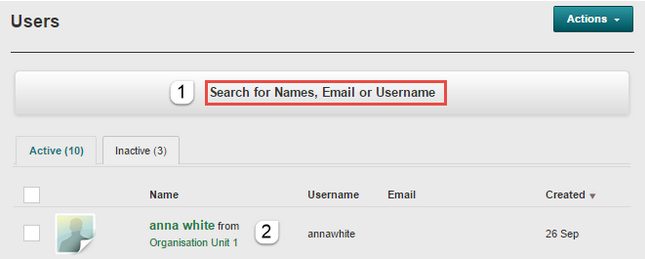 Users
Actions
1 Search for Names, Email or Username
Active (10) Inactive (3)
Name Username Email Created
anna white from 2 annawhite 26 Sep
Organisation Unit 1